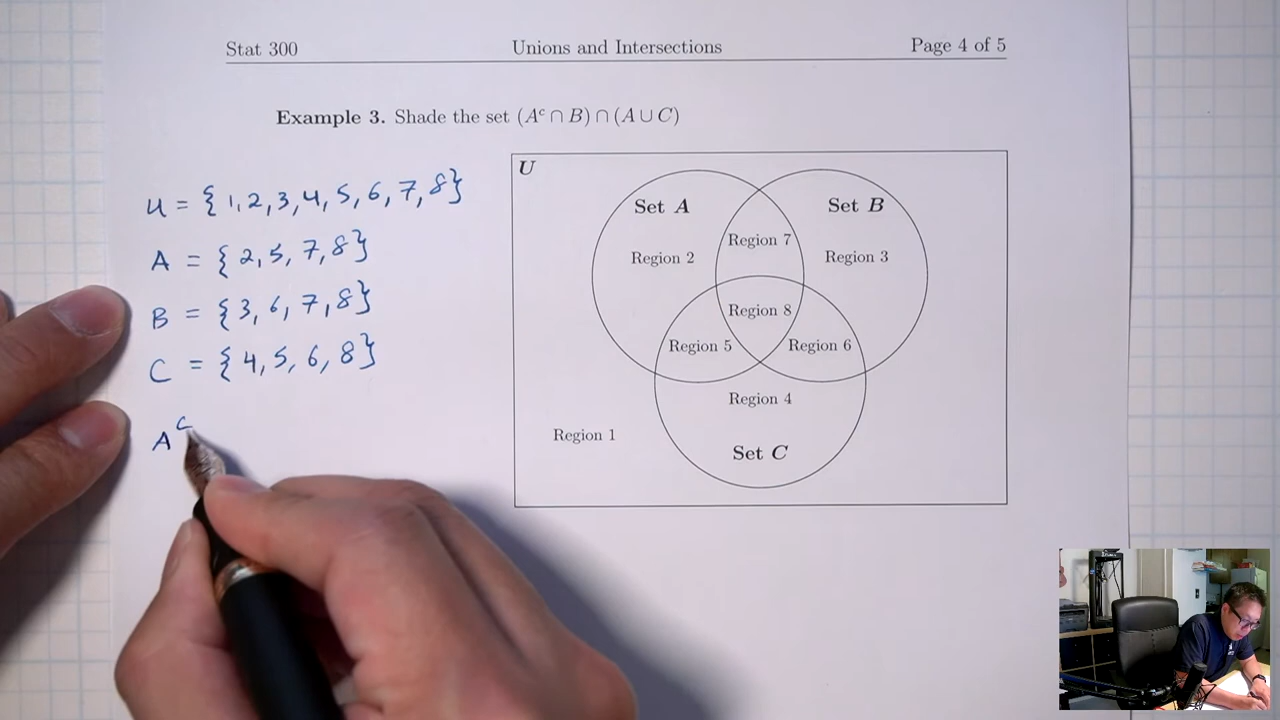 Stat 300 Unions and Intersections Page 4 of 5
Example 3. Shade the set (Aᶜ ∩ B) ∩ (A ∪ C)
U = {1, 2, 3, 4, 5, 6, 7, 8}
A = {2, 5, 7, 8}
B = {3, 6, 7, 8}
C = {4, 5, 6, 8}
Aᶜ
U
Set A Set B
Region 7
Region 2 Region 3
Region 8
Region 5 Region 6
Region 4
Region 1
Set C